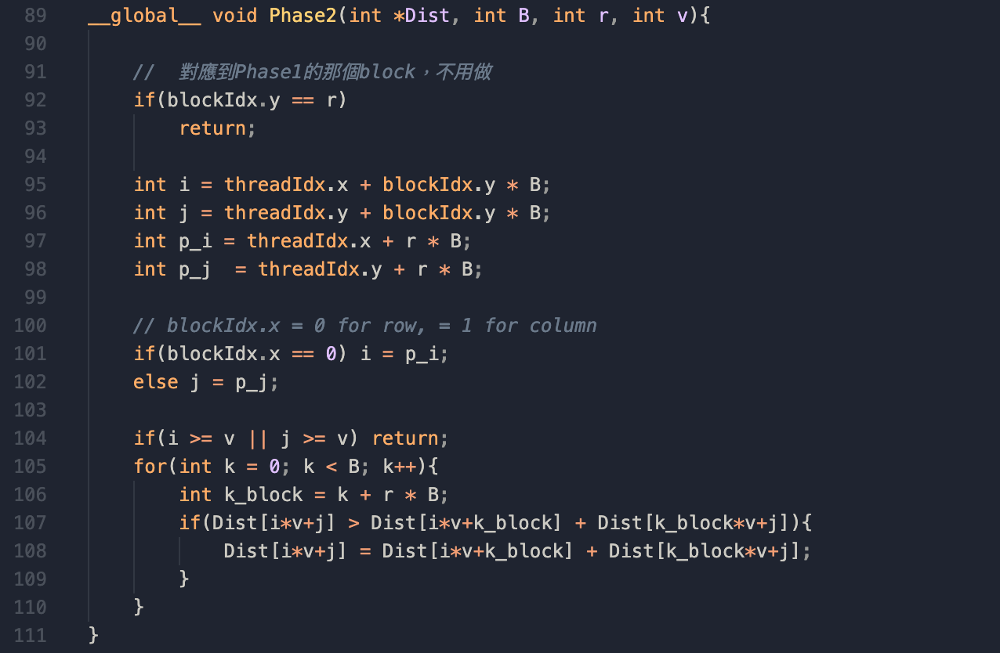 89 __global__ void Phase2(int *Dist, int B, int r, int v){
90
91 //  對應到Phase1的那個block，不用做
92 if(blockIdx.y == r)
93 return;
94
95 int i = threadIdx.x + blockIdx.y * B;
96 int j = threadIdx.y + blockIdx.y * B;
97 int p_i = threadIdx.x + r * B;
98 int p_j  = threadIdx.y + r * B;
99
100 // blockIdx.x = 0 for row, = 1 for column
101 if(blockIdx.x == 0) i = p_i;
102 else j = p_j;
103
104 if(i >= v || j >= v) return;
105 for(int k = 0; k < B; k++){
106 int k_block = k + r * B;
107 if(Dist[i*v+j] > Dist[i*v+k_block] + Dist[k_block*v+j]){
108 Dist[i*v+j] = Dist[i*v+k_block] + Dist[k_block*v+j];
109 }
110 }
111 }